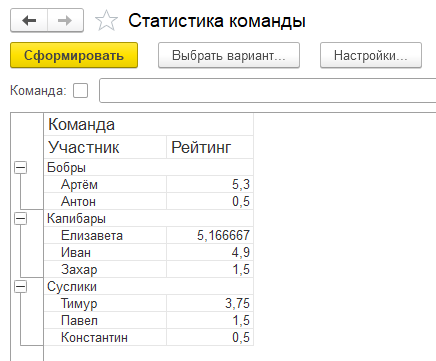 Статистика команды
Сформировать Выбрать вариант... Настройки...
Команда:
Команда
Участник Рейтинг
Бобры
Артём 5,3
Антон 0,5
Капибары
Елизавета 5,166667
Иван 4,9
Захар 1,5
Суслики
Тимур 3,75
Павел 1,5
Константин 0,5